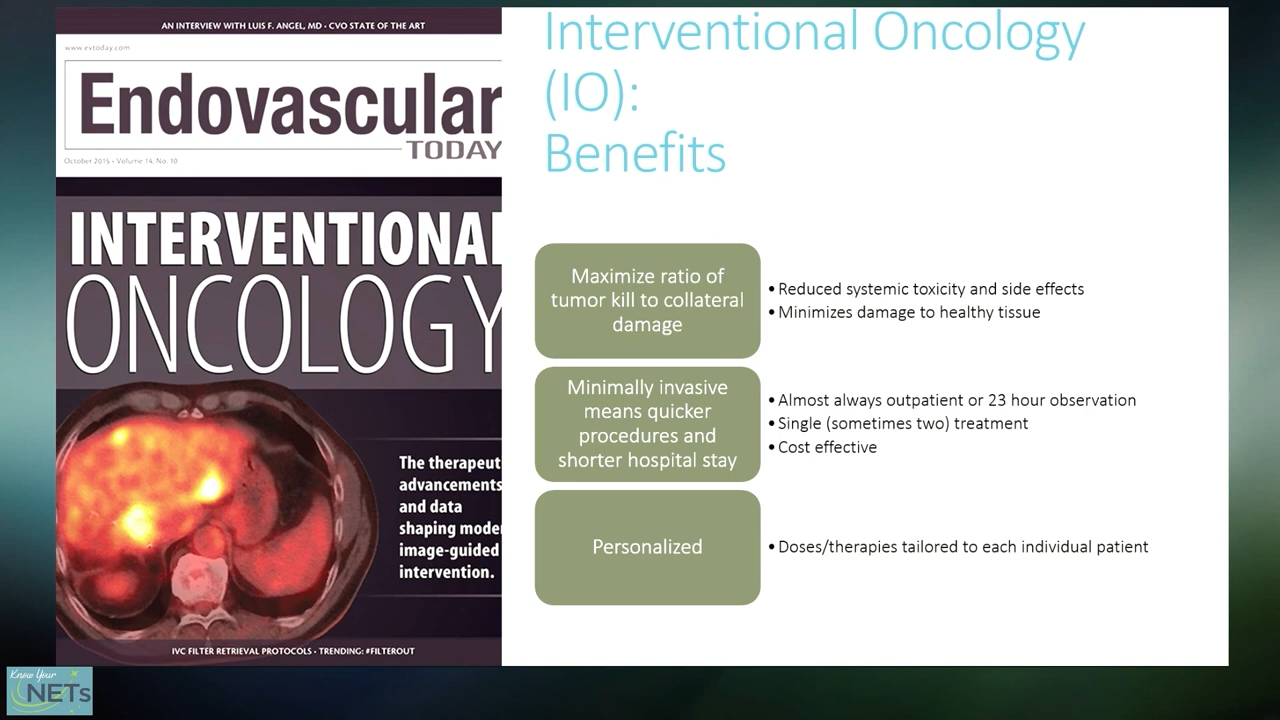 AN INTERVIEW WITH LUIS F. ANGEL, MD • CVO STATE OF THE ART
www.evtoday.com
Endovascular
TODAY
October 2015 • Volume 14, No. 10
INTERVENTIONAL
ONCOLOGY
The therapeut
advancements
and data
shaping mode
image-guided
intervention.
IVC FILTER RETRIEVAL PROTOCOLS • TRENDING: #FILTEROUT
Interventional Oncology
(IO):
Benefits
Maximize ratio of
tumor kill to collateral
damage
• Reduced systemic toxicity and side effects
• Minimizes damage to healthy tissue
Minimally invasive
means quicker
procedures and
shorter hospital stay
• Almost always outpatient or 23 hour observation
• Single (sometimes two) treatment
• Cost effective
Personalized
• Doses/therapies tailored to each individual patient
Know Your
NETs